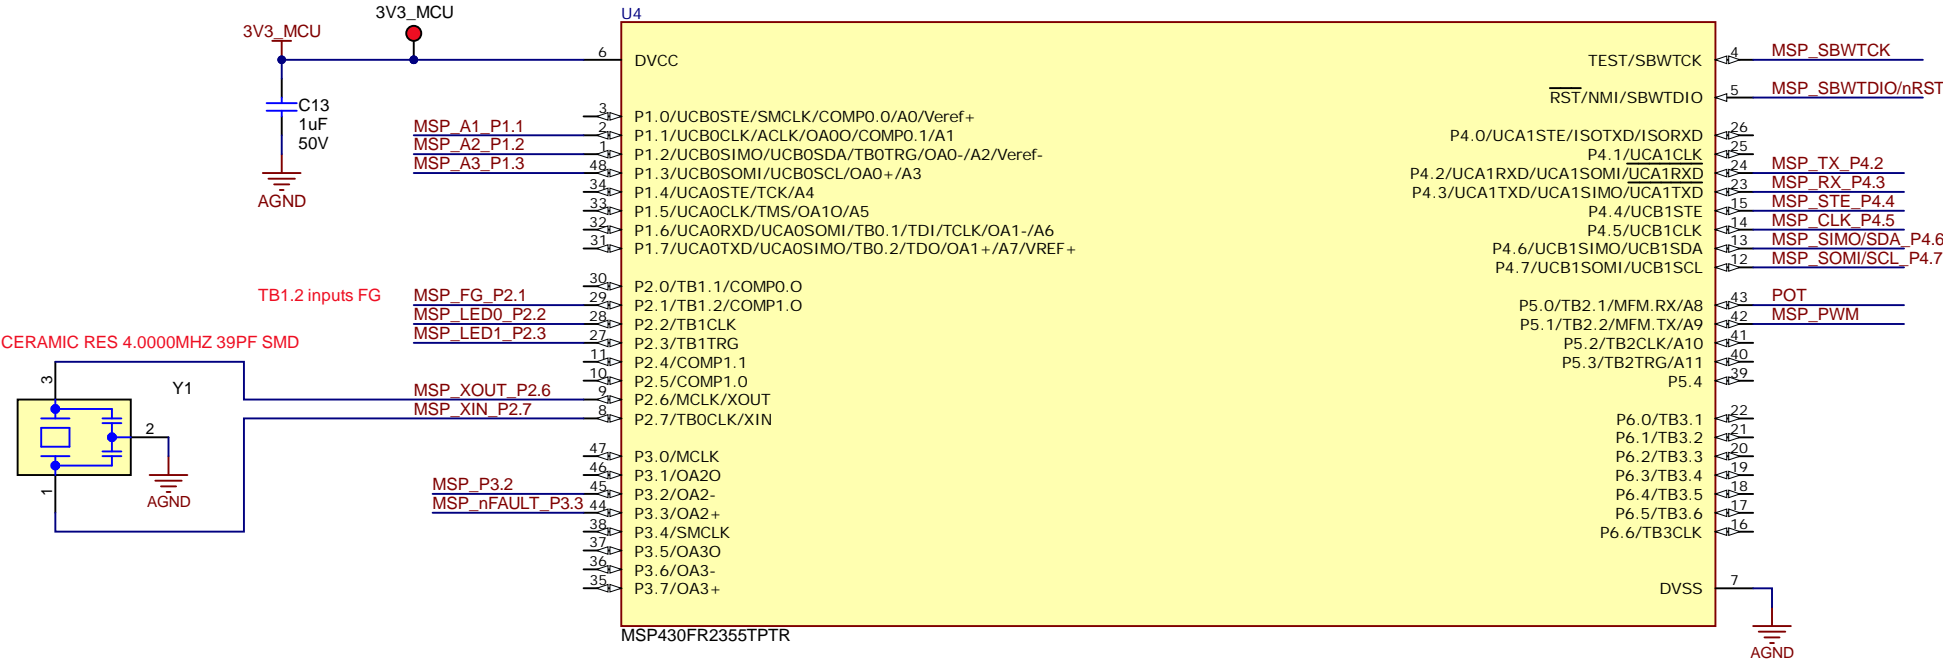 3V3_MCU
3V3_MCU
C13
1uF
50V
AGND
U4
6 DVCC
3 P1.0/UCB0STE/SMCLK/COMP0.0/A0/Veref+
MSP_A1_P1.1 2 P1.1/UCB0CLK/ACLK/OA0O/COMP0.1/A1
MSP_A2_P1.2 1 P1.2/UCB0SIMO/UCB0SDA/TB0TRG/OA0-/A2/Veref-
MSP_A3_P1.3 48 P1.3/UCB0SOMI/UCB0SCL/OA0+/A3
34 P1.4/UCA0STE/TCK/A4
33 P1.5/UCA0CLK/TMS/OA1O/A5
32 P1.6/UCA0RXD/UCA0SOMI/TB0.1/TDI/TCLK/OA1-/A6
31 P1.7/UCA0TXD/UCA0SIMO/TB0.2/TDO/OA1+/A7/VREF+
30 P2.0/TB1.1/COMP0.O
TB1.2 inputs FG MSP_FG_P2.1 29 P2.1/TB1.2/COMP1.O
MSP_LED0_P2.2 28 P2.2/TB1CLK
MSP_LED1_P2.3 27 P2.3/TB1TRG
11 P2.4/COMP1.1
10 P2.5/COMP1.0
MSP_XOUT_P2.6 9 P2.6/MCLK/XOUT
MSP_XIN_P2.7 8 P2.7/TB0CLK/XIN
47 P3.0/MCLK
46 P3.1/OA2O
MSP_P3.2 45 P3.2/OA2-
MSP_nFAULT_P3.3 44 P3.3/OA2+
38 P3.4/SMCLK
37 P3.5/OA3O
36 P3.6/OA3-
35 P3.7/OA3+
CERAMIC RES 4.0000MHZ 39PF SMD
Y1
3
2
1
AGND
TEST/SBWTCK 4 MSP_SBWTCK
RST/NMI/SBWTDIO 5 MSP_SBWTDIO/nRST
P4.0/UCA1STE/ISOTXD/ISORXD 26
P4.1/UCA1CLK 25
P4.2/UCA1RXD/UCA1SOMI/UCA1RXD 24 MSP_TX_P4.2
P4.3/UCA1TXD/UCA1SIMO/UCA1TXD 23 MSP_RX_P4.3
P4.4/UCB1STE 15 MSP_STE_P4.4
P4.5/UCB1CLK 14 MSP_CLK_P4.5
P4.6/UCB1SIMO/UCB1SDA 13 MSP_SIMO/SDA_P4.6
P4.7/UCB1SOMI/UCB1SCL 12 MSP_SOMI/SCL_P4.7
P5.0/TB2.1/MFM.RX/A8 43 POT
P5.1/TB2.2/MFM.TX/A9 42 MSP_PWM
P5.2/TB2CLK/A10 41
P5.3/TB2TRG/A11 40
P5.4 39
P6.0/TB3.1 22
P6.1/TB3.2 21
P6.2/TB3.3 20
P6.3/TB3.4 19
P6.4/TB3.5 18
P6.5/TB3.6 17
P6.6/TB3CLK 16
DVSS 7
AGND
MSP430FR2355TPTR